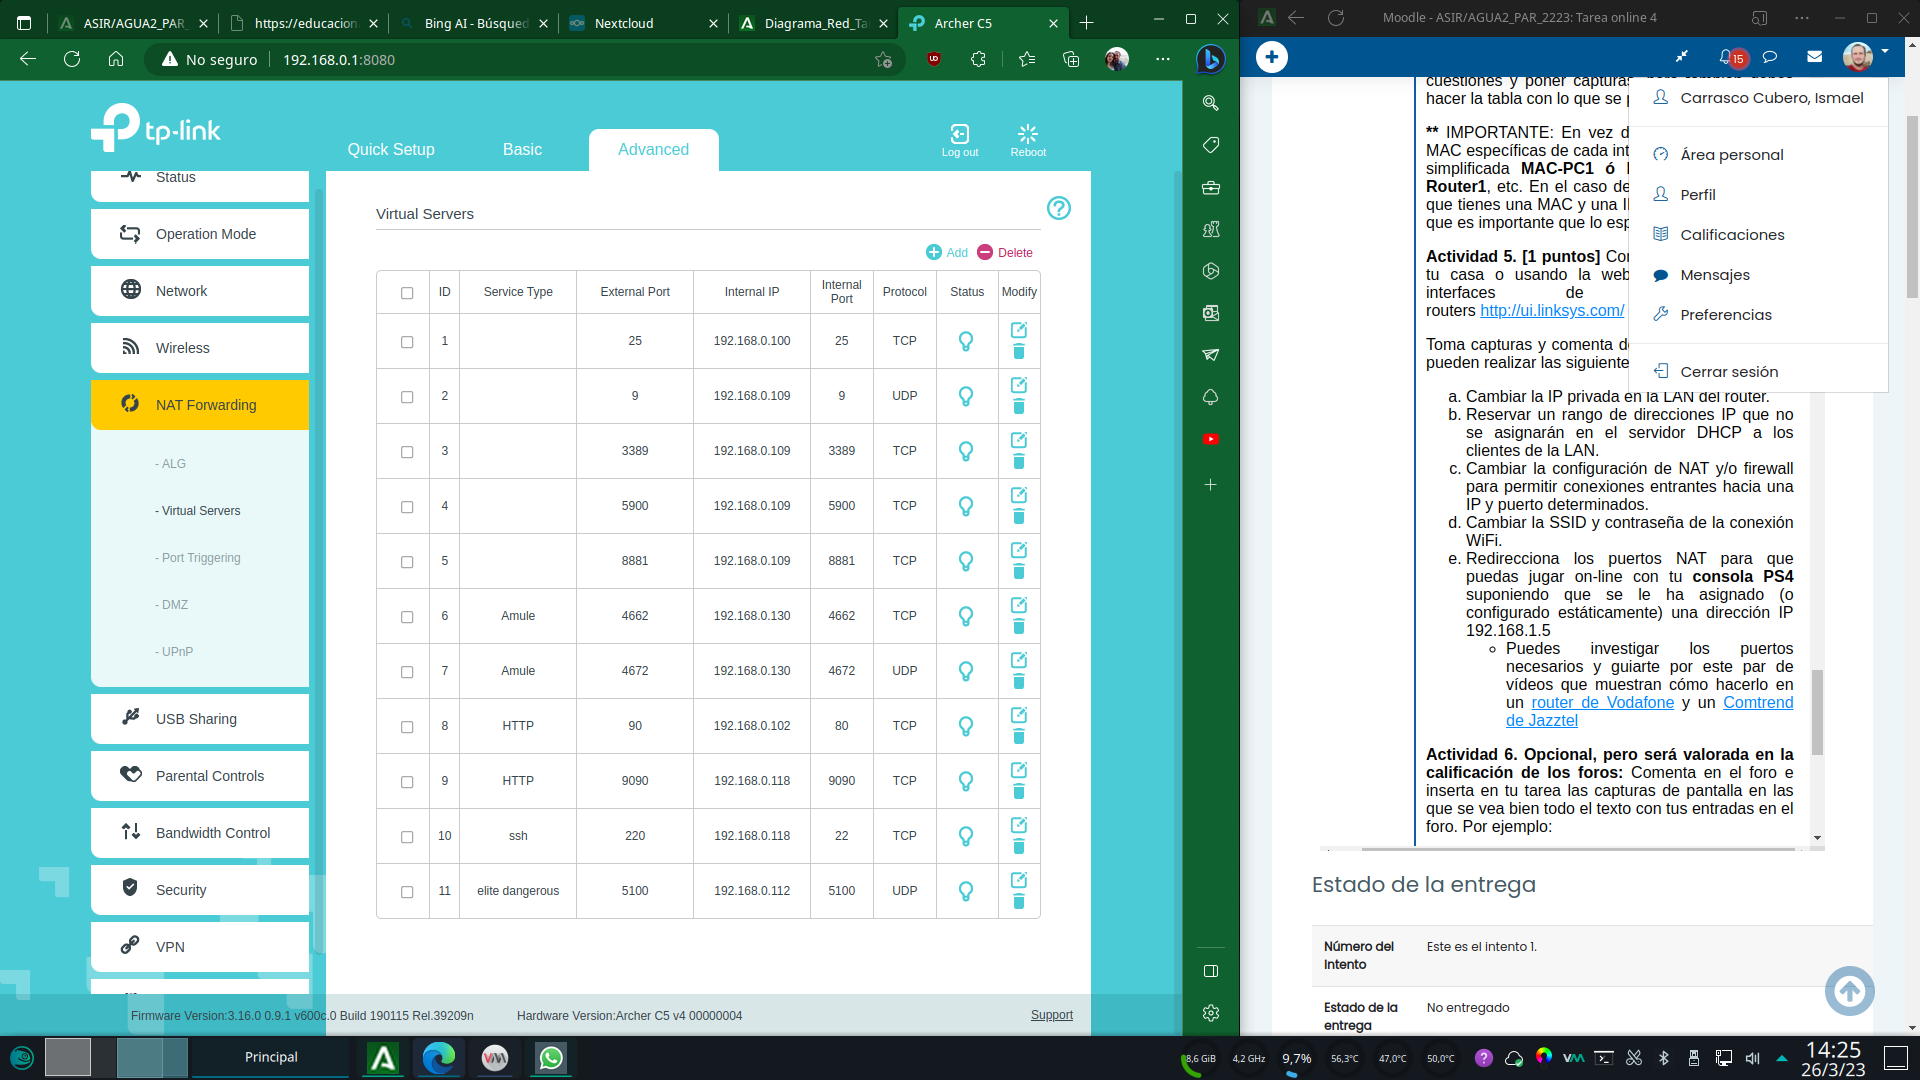 ASIR/AGUA2_PAR_
https://educacion
Bing AI - Búsqued
Nextcloud
Diagrama_Red_Ta
Archer C5
No seguro
192.168.0.1:8080
tp-link
Quick Setup
Basic
Advanced
Log out
Reboot
Status
Operation Mode
Network
Wireless
NAT Forwarding
- ALG
- Virtual Servers
- Port Triggering
- DMZ
- UPnP
USB Sharing
Parental Controls
Bandwidth Control
Security
VPN
Virtual Servers
Add
Delete
ID Service Type External Port Internal IP Internal Port Protocol Status Modify
1 25 192.168.0.100 25 TCP
2 9 192.168.0.109 9 UDP
3 3389 192.168.0.109 3389 TCP
4 5900 192.168.0.109 5900 TCP
5 8881 192.168.0.109 8881 TCP
6 Amule 4662 192.168.0.130 4662 TCP
7 Amule 4672 192.168.0.130 4672 UDP
8 HTTP 90 192.168.0.102 80 TCP
9 HTTP 9090 192.168.0.118 9090 TCP
10 ssh 220 192.168.0.118 22 TCP
11 elite dangerous 5100 192.168.0.112 5100 UDP
Firmware Version:3.16.0 0.9.1 v600c.0 Build 190115 Rel.39209n
Hardware Version:Archer C5 v4 00000004
Support
Moodle - ASIR/AGUA2_PAR_2223: Tarea online 4
15
cuestiones y poner capturas
hacer la tabla con lo que se
** IMPORTANTE: En vez d
MAC específicas de cada int
simplificada MAC-PC1 ó
Router1, etc. En el caso de
que tienes una MAC y una I
que es importante que lo esp
Actividad 5. [1 puntos] Con
tu casa o usando la web
interfaces de
routers http://ui.linksys.com/
Toma capturas y comenta d
pueden realizar las siguiente
Carrasco Cubero, Ismael
Área personal
Perfil
Calificaciones
Mensajes
Preferencias
Cerrar sesión
a. Cambiar la IP privada en la LAN del router.
b. Reservar un rango de direcciones IP que no
se asignarán en el servidor DHCP a los
clientes de la LAN.
c. Cambiar la configuración de NAT y/o firewall
para permitir conexiones entrantes hacia una
IP y puerto determinados.
d. Cambiar la SSID y contraseña de la conexión
WiFi.
e. Redirecciona los puertos NAT para que
puedas jugar on-line con tu consola PS4
suponiendo que se le ha asignado (o
configurado estáticamente) una dirección IP
192.168.1.5
Puedes investigar los puertos
necesarios y guiarte por este par de
vídeos que muestran cómo hacerlo en
un router de Vodafone y un Comtrend
de Jazztel
Actividad 6. Opcional, pero será valorada en la
calificación de los foros: Comenta en el foro e
inserta en tu tarea las capturas de pantalla en las
que se vea bien todo el texto con tus entradas en el
foro. Por ejemplo:
Estado de la entrega
Número del
Intento
Este es el intento 1.
Estado de la
entrega
No entregado
Principal
8,6 GiB
4,2 GHz
9,7%
56,3°C
47,0°C
50,0°C
14:25
26/3/23